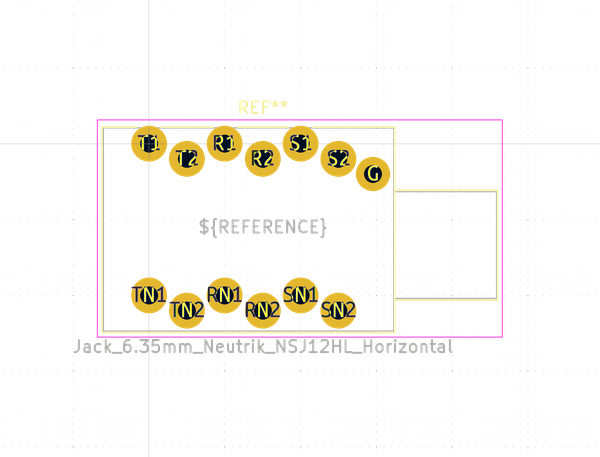 REF**
T1 R1 S1
T2 R2 S2
G
${REFERENCE}
TN1 RN1 SN1
TN2 RN2 SN2
Jack_6.35mm_Neutrik_NSJ12HL_Horizontal